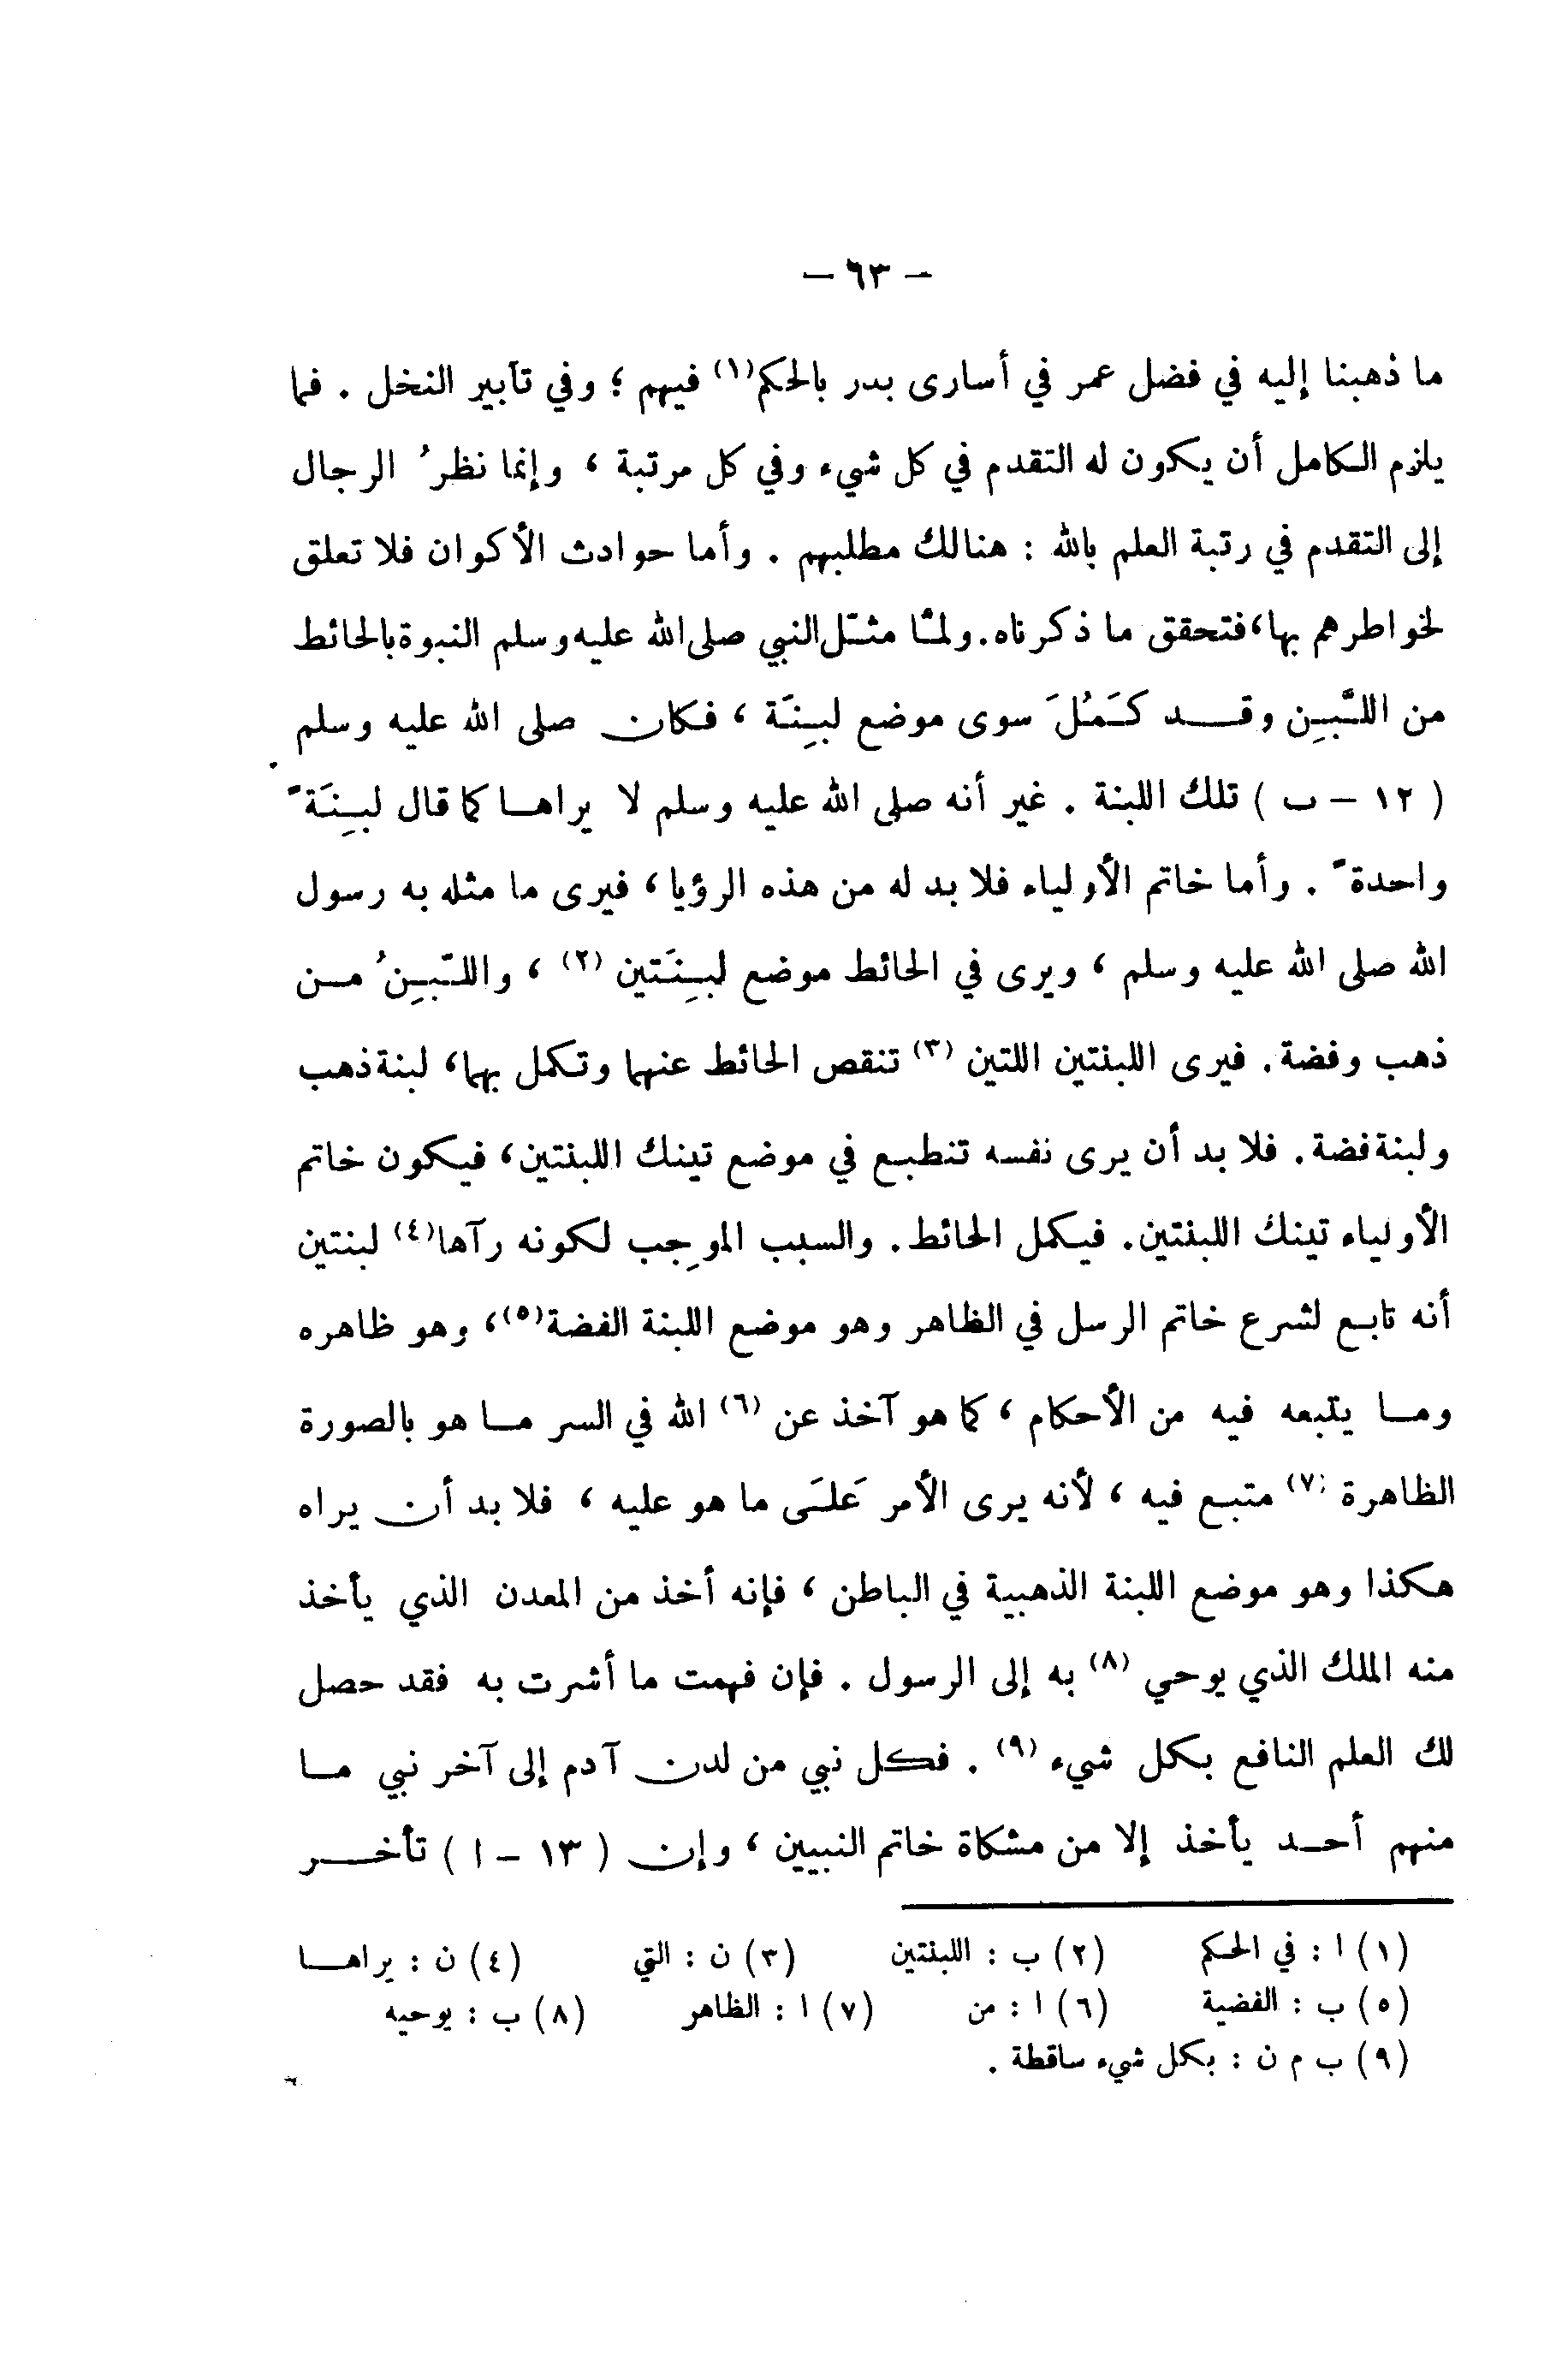 — ٦٣ —
ما ذهبنا إليه في فضل عمر في أسارى بدر بالحكم(١) فيهم ؛ وفي تآبير النخل . فما
يلزم الكامل أن يكون له التقدم في كل شيء وفي كل مرتبة ، وإنما نظرُ الرجال
إلى التقدم في رتبة العلم بالله : هنالك مطلبهم . وأما حوادث الأكوان فلا تعلق
لخواطرهم بها، فتحقق ما ذكرناه. ولمَّا مثَّل النبي صلى الله عليه وسلم النبوة بالحائط
من اللَّبِن وقد كَمُلَ سوى موضع لبِنَة ، فكان صلى الله عليه وسلم
( ١٢ – ب ) تلك اللبنة . غير أنه صلى الله عليه وسلم لا يراها كما قال لبِنَةً
واحدةً . وأما خاتم الأولياء فلا بد له من هذه الرؤيا ، فيرى ما مثله به رسول
الله صلى الله عليه وسلم ، ويرى في الحائط موضع لبِنَتين (٢) ، واللَّبِنُ من
ذهب وفضة . فيرى اللبنتين اللتين (٣) تنقص الحائط عنهما وتكمل بهما، لبنة ذهب
ولبنة فضة . فلا بد أن يرى نفسه تنطبع في موضع تينك اللبنتين ، فيكون خاتم
الأولياء تينك اللبنتين. فيكمل الحائط . والسبب الموجِب لكونه رآها(٤) لبنتين
أنه تابع لشرع خاتم الرسل في الظاهر وهو موضع اللبنة الفضة(٥)، وهو ظاهره
وما يتبعه فيه من الأحكام ، كما هو آخذ عن (٦) الله في السر ما هو بالصورة
الظاهرة (٧) متبع فيه ، لأنه يرى الأمر عَلَى ما هو عليه ، فلا بد أن يراه
هكذا وهو موضع اللبنة الذهبية في الباطن ، فإنه أخذ من المعدن الذي يأخذ
منه الملك الذي يوحي (٨) به إلى الرسول . فإن فهمت ما أشرت به فقد حصل
لك العلم النافع بكل شيء (٩) . فكل نبي من لدن آدم إلى آخر نبي ما
منهم أحد يأخذ إلا من مشكاة خاتم النبيين ، وإن ( ١٣ – ا ) تأخر
(١) ا : في الحكم (٢) ب : اللبنتين (٣) ن : التي (٤) ن : يراها
(٥) ب : الفضية (٦) ا : من (٧) ا : الظاهر (٨) ب : يوحيه
(٩) ب م ن : بكل شيء ساقطة .